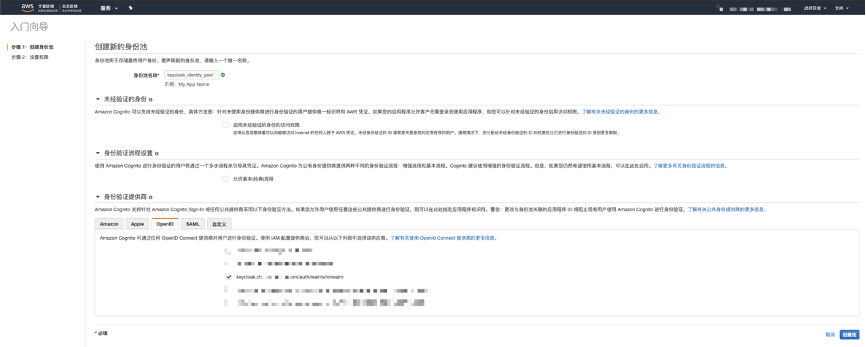 aws 宁夏区域 北京区域 服务 选择区域 支持
入门向导
步骤 1: 创建身份池
步骤 2: 设置权限
创建新的身份池
身份池用于存储最终用户身份。要声明新的身份池，请输入一个唯一名称。
身份池名称* keycloak_identity_pool
示例: My App Name
未经验证的身份
Amazon Cognito 可以支持未经验证的身份，具体方法是：针对未使用身份提供商进行身份验证的用户提供唯一标识符和 AWS 凭证。如果您的应用程序允许客户无需登录即使用应用程序，则您可以针对未经验证的身份启用访问权限。了解有关未经验证的身份的更多信息。
启用未经验证的身份的访问权限
身份验证流程设置
使用 Amazon Cognito 进行身份验证的用户将通过一个多步流程来引导其凭证。Amazon Cognito 为公有身份提供商提供两种不同的身份验证流程：增强流程和基本流程。Cognito 建议使用增强的身份验证流程。但是，如果您仍然希望使用基本流程，可以在此处启用。了解更多有关身份验证流程的信息。
允许基本(经典)流程
身份验证提供商
Amazon Cognito 支持针对 Amazon Cognito Sign-In 或任何公共提供商采用以下身份验证方法。如果您允许用户使用任意这些公共提供商进行身份验证，则可以在此处指定应用程序标识符。警告：更改与身份池关联的应用程序 ID 将阻止现有用户使用 Amazon Cognito 进行身份验证。了解有关公共身份提供商的更多信息。
Amazon Apple OpenID SAML 自定义
Amazon Cognito 可通过任何 OpenID Connect 提供商对用户进行身份验证。使用 IAM 配置提供商后，您可以从以下列表中选择该供应商。了解有关使用 OpenId Connect 提供商的更多信息。
keycloak.ch om/auth/realms/iotrealm
* 必填
取消 创建池